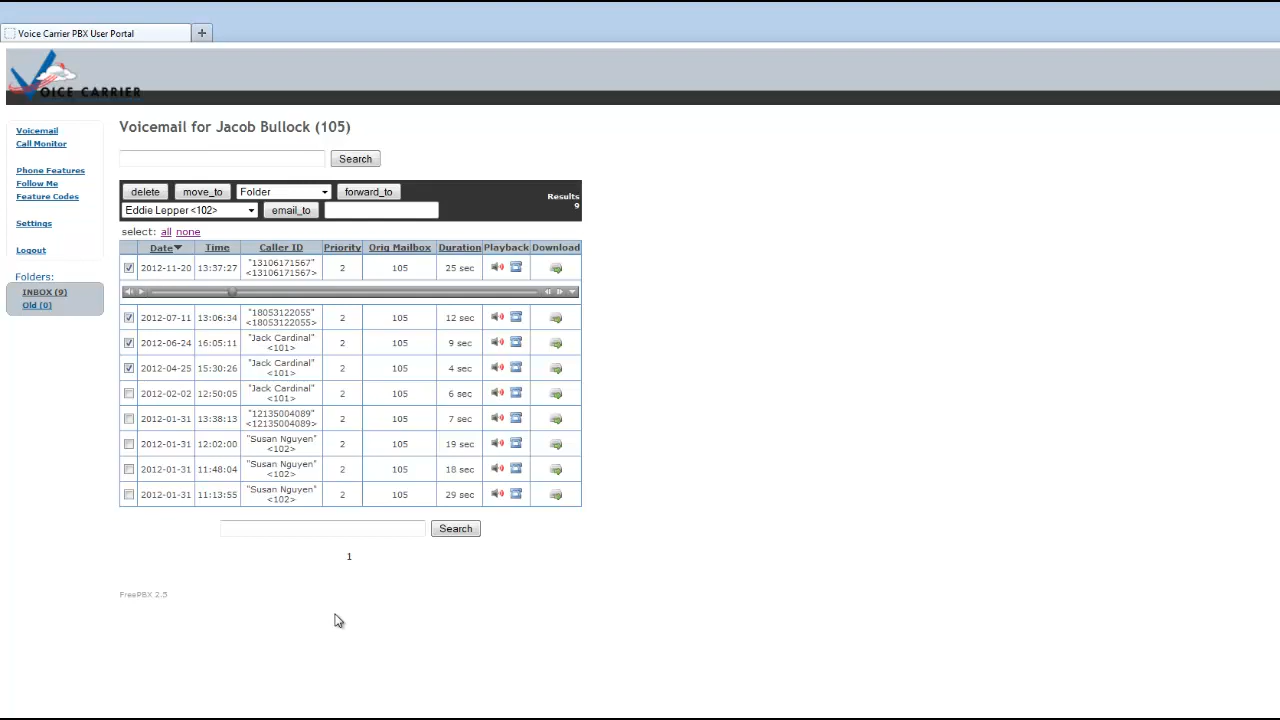 Voice Carrier PBX User Portal
+
VOICE CARRIER
Voicemail
Call Monitor
Phone Features
Follow Me
Feature Codes
Settings
Logout
Folders:
INBOX (9)
Old (0)
Voicemail for Jacob Bullock (105)
Search
delete move_to Folder forward_to
Results
9
Eddie Lepper <102> email_to
select: all none
Date Time Caller ID Priority Orig Mailbox Duration Playback Download
2012-11-20 13:37:27 "13106171567" <13106171567> 2 105 25 sec
2012-07-11 13:06:34 "18053122055" <18053122055> 2 105 12 sec
2012-06-24 16:05:11 "Jack Cardinal" <101> 2 105 9 sec
2012-04-25 15:30:26 "Jack Cardinal" <101> 2 105 4 sec
2012-02-02 12:50:05 "Jack Cardinal" <101> 2 105 6 sec
2012-01-31 13:38:13 "12135004089" <12135004089> 2 105 7 sec
2012-01-31 12:02:00 "Susan Nguyen" <102> 2 105 19 sec
2012-01-31 11:48:04 "Susan Nguyen" <102> 2 105 18 sec
2012-01-31 11:13:55 "Susan Nguyen" <102> 2 105 29 sec
Search
1
FreePBX 2.5